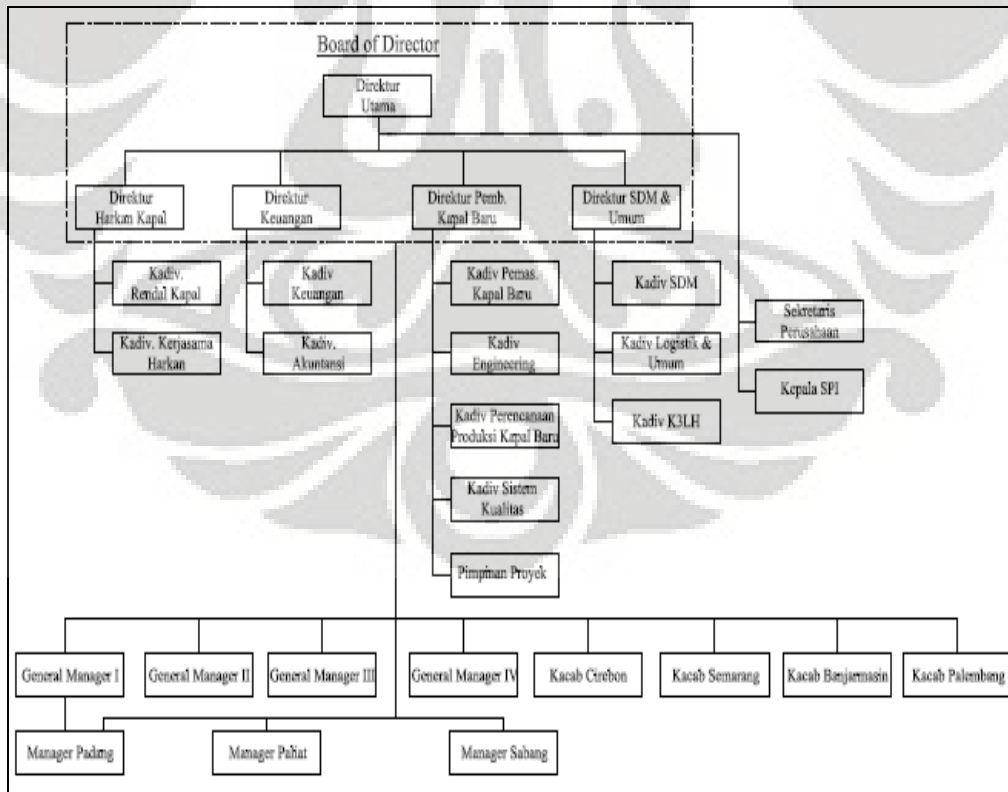 Board of Director
Direktur
Utama
Direktur
Harkan Kapal
Direktur
Keuangan
Direktur Pemb.
Kapal Baru
Direktur SDM &
Umum
Kadiv.
Rendal Kapal
Kadiv
Keuangan
Kadiv Pemas.
Kapal Baru
Kadiv SDM
Sekretaris
Perusahaan
Kadiv. Kerjasama
Harkan
Kadiv.
Akuntansi
Kadiv
Engineering
Kadiv Logistik &
Umum
Kepala SPI
Kadiv Perencanaan
Produksi Kapal Baru
Kadiv K3LH
Kadiv Sistem
Kualitas
Pimpinan Proyek
General Manager I
General Manager II
General Manager III
General Manager IV
Kacab Cirebon
Kacab Semarang
Kacab Banjarmasin
Kacab Palembang
Manager Padang
Manager
Manager Sabang